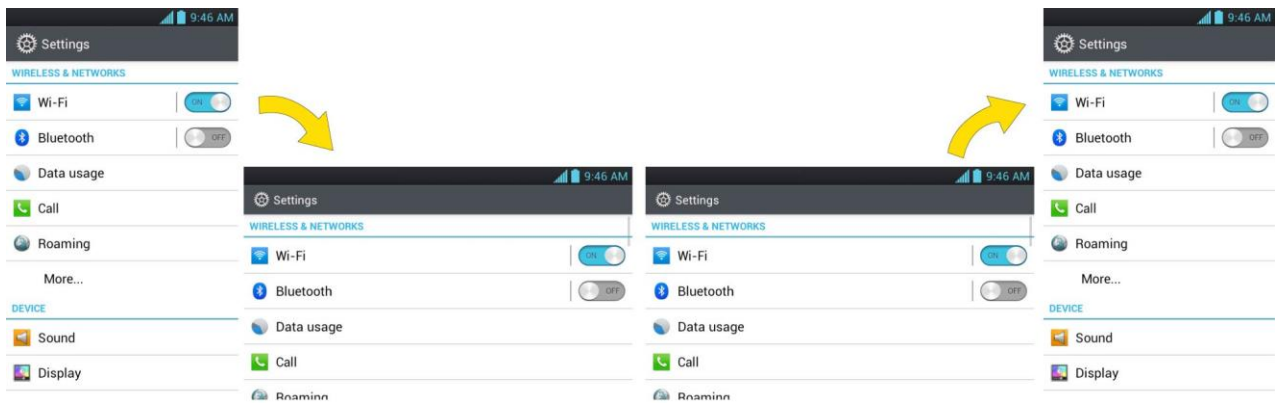 9:46 AM
Settings
WIRELESS & NETWORKS
Wi-Fi ON
Bluetooth OFF
Data usage
Call
Roaming
More...
DEVICE
Sound
Display
9:46 AM
Settings
WIRELESS & NETWORKS
Wi-Fi ON
Bluetooth OFF
Data usage
Call
Roaming
9:46 AM
Settings
WIRELESS & NETWORKS
Wi-Fi ON
Bluetooth OFF
Data usage
Call
Roaming
9:46 AM
Settings
WIRELESS & NETWORKS
Wi-Fi ON
Bluetooth OFF
Data usage
Call
Roaming
More...
DEVICE
Sound
Display